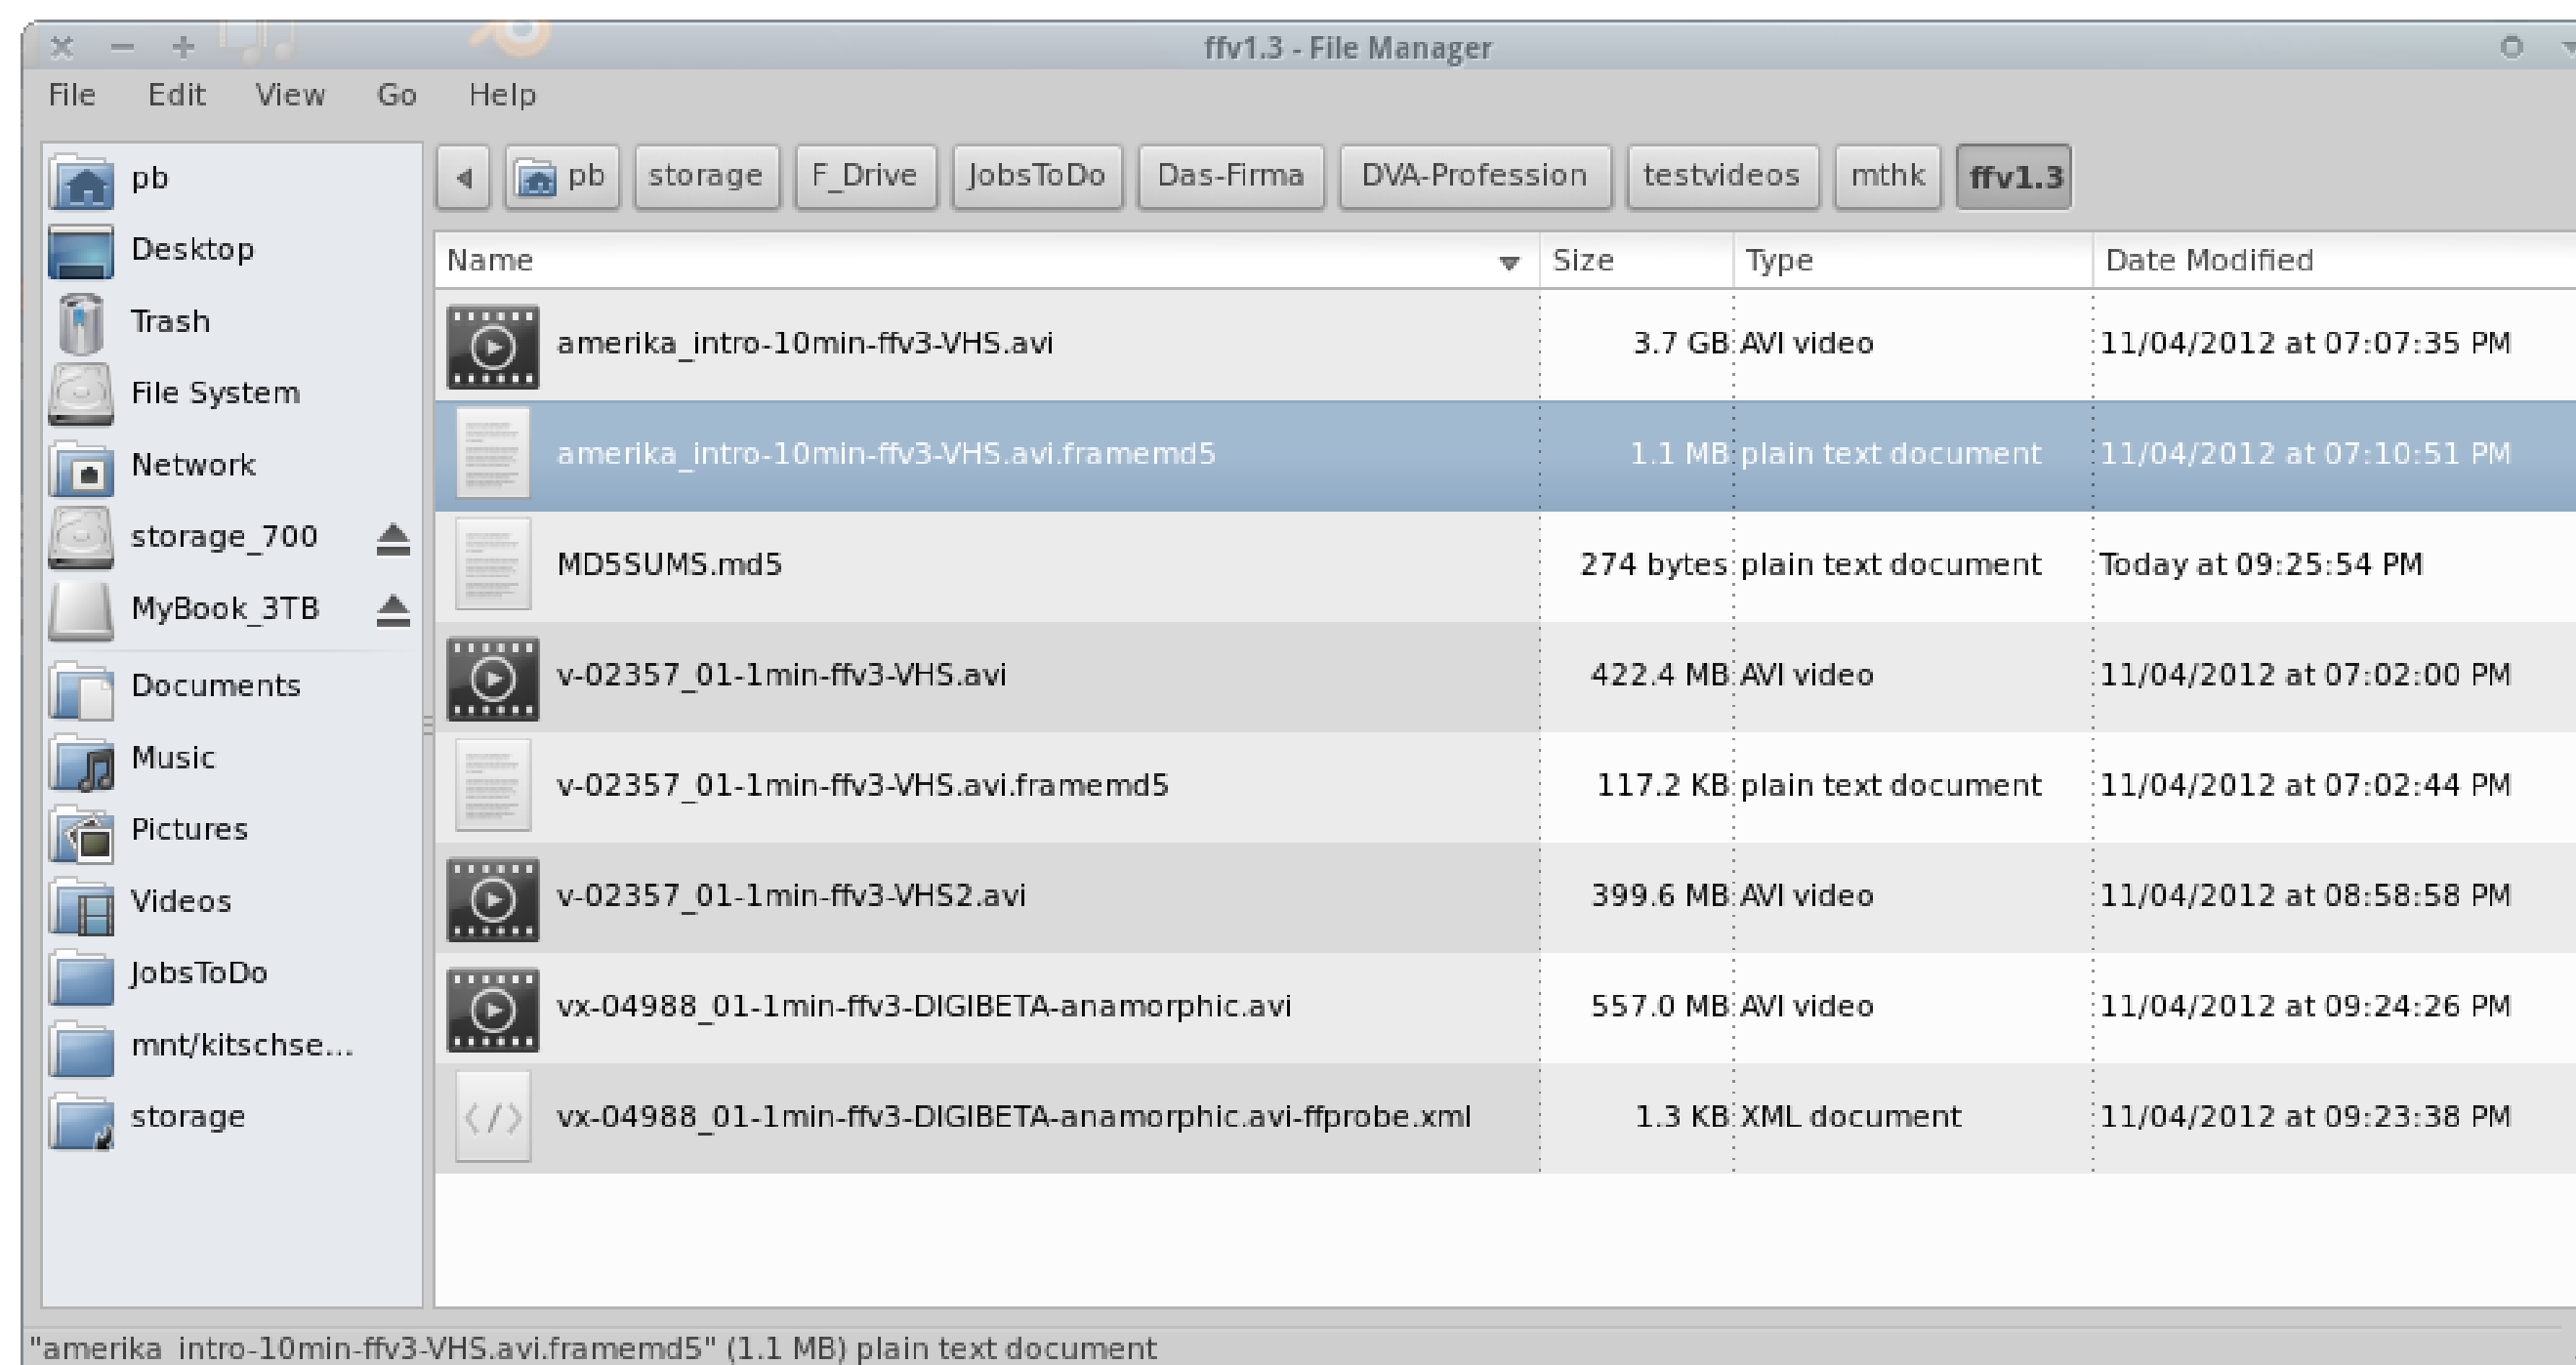 ffv1.3 - File Manager
File Edit View Go Help
pb storage F_Drive JobsToDo Das-Firma DVA-Profession testvideos mthk ffv1.3
pb
Desktop
Trash
File System
Network
storage_700
MyBook_3TB
Documents
Music
Pictures
Videos
JobsToDo
mnt/kitschse...
storage
Name Size Type Date Modified
amerika_intro-10min-ffv3-VHS.avi 3.7 GB AVI video 11/04/2012 at 07:07:35 PM
amerika_intro-10min-ffv3-VHS.avi.framemd5 1.1 MB plain text document 11/04/2012 at 07:10:51 PM
MD5SUMS.md5 274 bytes plain text document Today at 09:25:54 PM
v-02357_01-1min-ffv3-VHS.avi 422.4 MB AVI video 11/04/2012 at 07:02:00 PM
v-02357_01-1min-ffv3-VHS.avi.framemd5 117.2 KB plain text document 11/04/2012 at 07:02:44 PM
v-02357_01-1min-ffv3-VHS2.avi 399.6 MB AVI video 11/04/2012 at 08:58:58 PM
vx-04988_01-1min-ffv3-DIGIBETA-anamorphic.avi 557.0 MB AVI video 11/04/2012 at 09:24:26 PM
vx-04988_01-1min-ffv3-DIGIBETA-anamorphic.avi-ffprobe.xml 1.3 KB XML document 11/04/2012 at 09:23:38 PM
"amerika_intro-10min-ffv3-VHS.avi.framemd5" (1.1 MB) plain text document